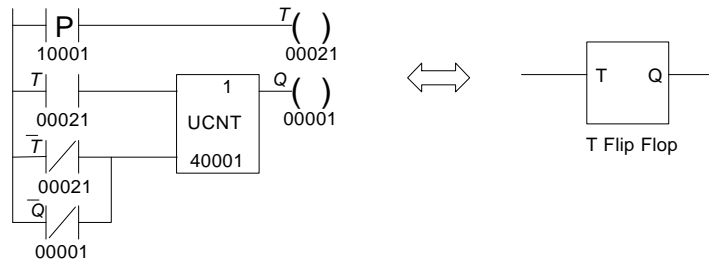 P T ( )
10001 00021
T 1 Q ( )
00021 UCNT 00001
T̅ 40001
00021
Q̅
00001
T Q
T Flip Flop